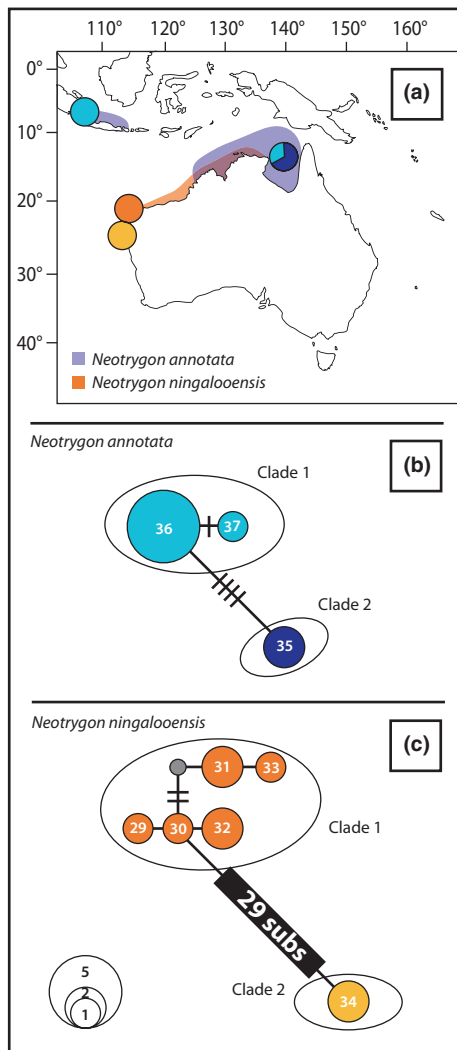 110° 120° 130° 140° 150° 160°
0°
(a)
10°
20°
30°
40°
Neotrygon annotata
Neotrygon ningalooensis
Neotrygon annotata
(b)
Clade 1
36 37
Clade 2
35
Neotrygon ningalooensis
(c)
31 33
29 30 32
Clade 1
29 subs
5
2
1
Clade 2
34